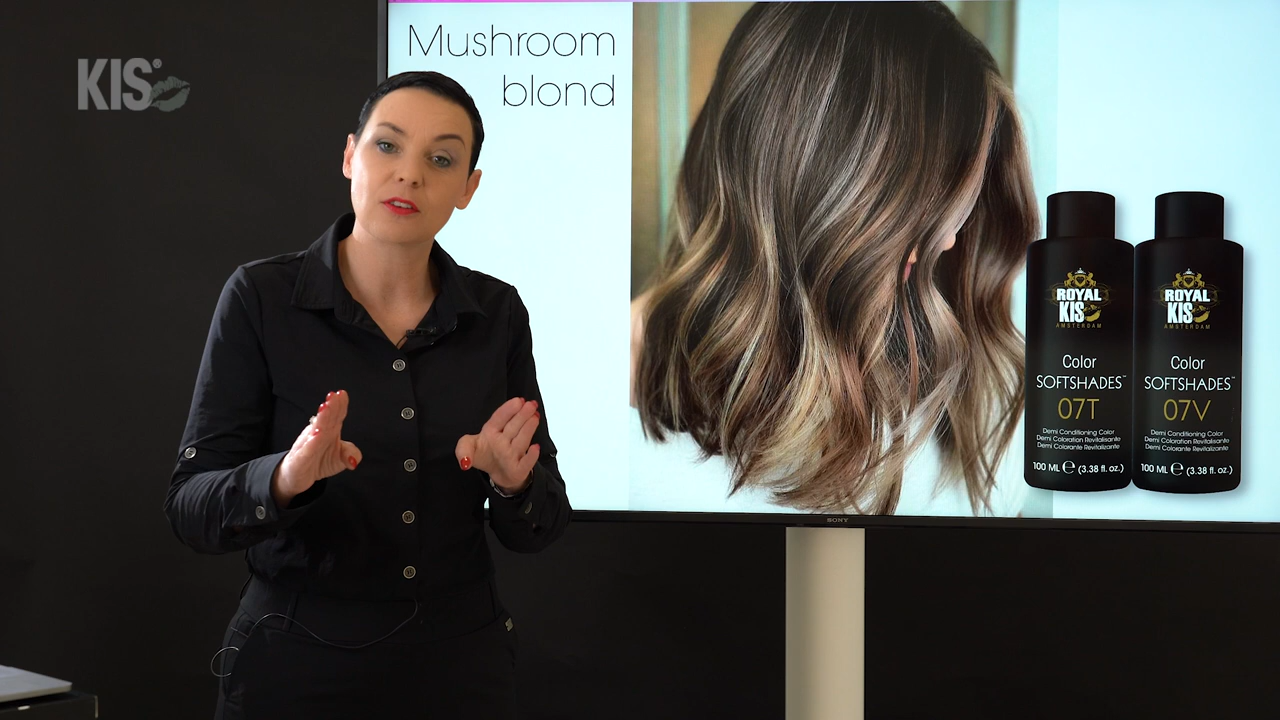 KIS
Mushroom
blond
ROYAL
KIS
AMSTERDAM
Color
SOFTSHADES™
07T
Demi Conditioning Color
Demi Coloration Revitalisante
Demi Colorante Revitalizante
100 ML ℮ (3.38 fl. oz.)
ROYAL
KIS
AMSTERDAM
Color
SOFTSHADES™
07V
Demi Conditioning Color
Demi Coloration Revitalisante
Demi Colorante Revitalizante
100 ML ℮ (3.38 fl. oz.)
SONY